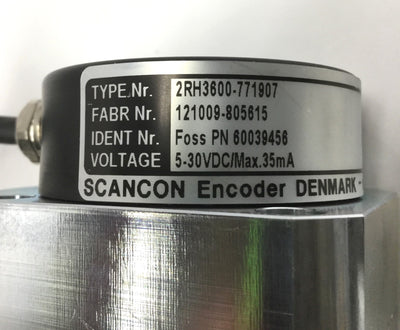 TYPE.Nr. 2RH3600-771907
FABR Nr. 121009-805615
IDENT Nr. Foss PN 60039456
VOLTAGE 5-30VDC/Max.35mA
SCANCON Encoder DENMARK -